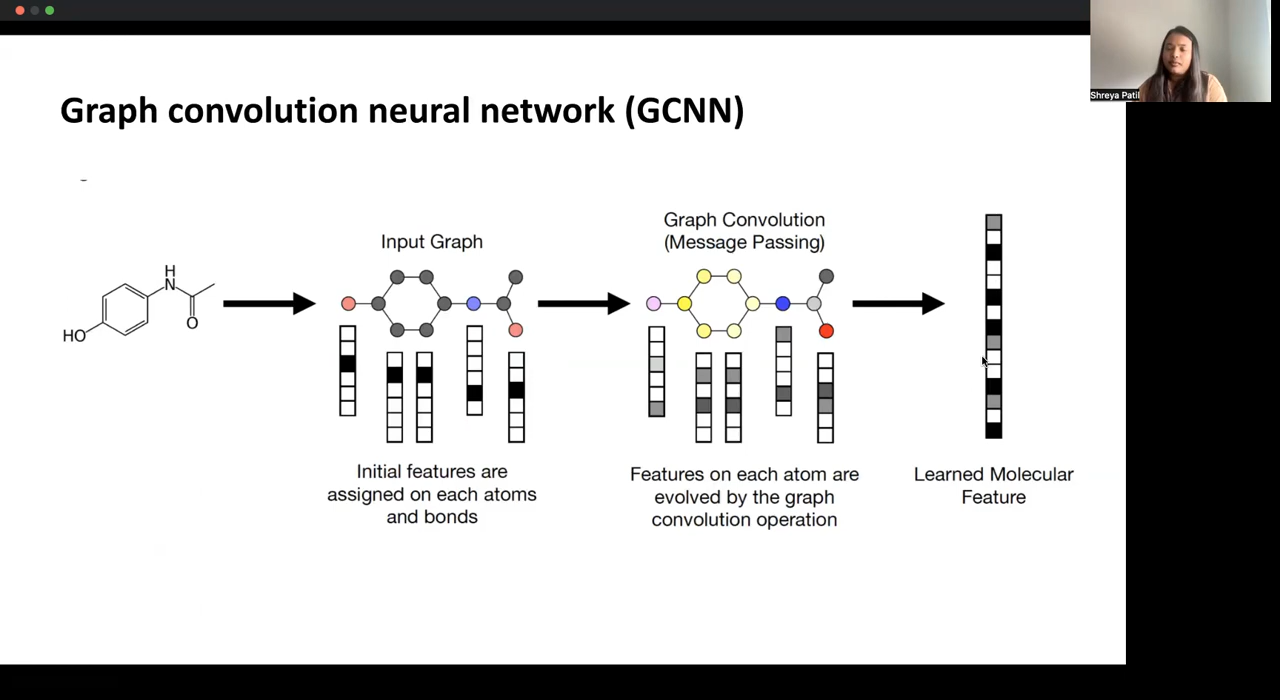 Shreya Patil
Graph convolution neural network (GCNN)
H
N
O
HO
Input Graph
Initial features are
assigned on each atoms
and bonds
Graph Convolution
(Message Passing)
Features on each atom are
evolved by the graph
convolution operation
Learned Molecular
Feature